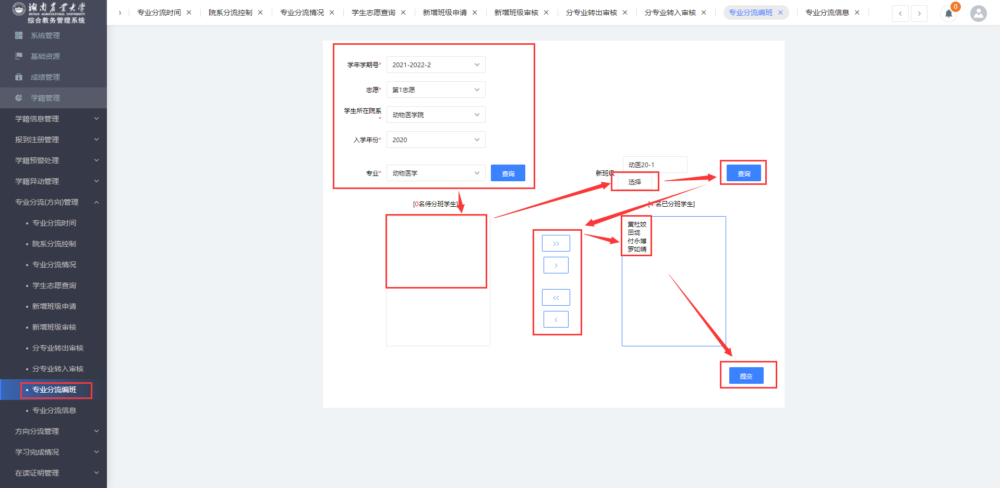 湖南农业大学
HUNAN AGRICULTURAL UNIVERSITY
综合教务管理系统
专业分流时间
院系分流控制
专业分流情况
学生志愿查询
新增班级申请
新增班级审核
分专业转出审核
分专业转入审核
专业分流编班
专业分流信息
0
系统管理
基础资源
成绩管理
学籍管理
学籍信息管理
报到注册管理
学籍预警处理
学籍异动管理
专业分流(方向)管理
专业分流时间
院系分流控制
专业分流情况
学生志愿查询
新增班级申请
新增班级审核
分专业转出审核
分专业转入审核
专业分流编班
专业分流信息
方向分流管理
学习完成情况
在读证明管理
学年学期号* 2021-2022-2
志愿* 第1志愿
学生所在院系* 动物医学院
入学年份* 2020
专业* 动物医学 查询
新班级* 动医20-1
选择
查询
[0名待分班学生]
[4 名已分班学生]
黄杜姣
田垅
付永博
罗如晴
>>
>
<<
<
提交